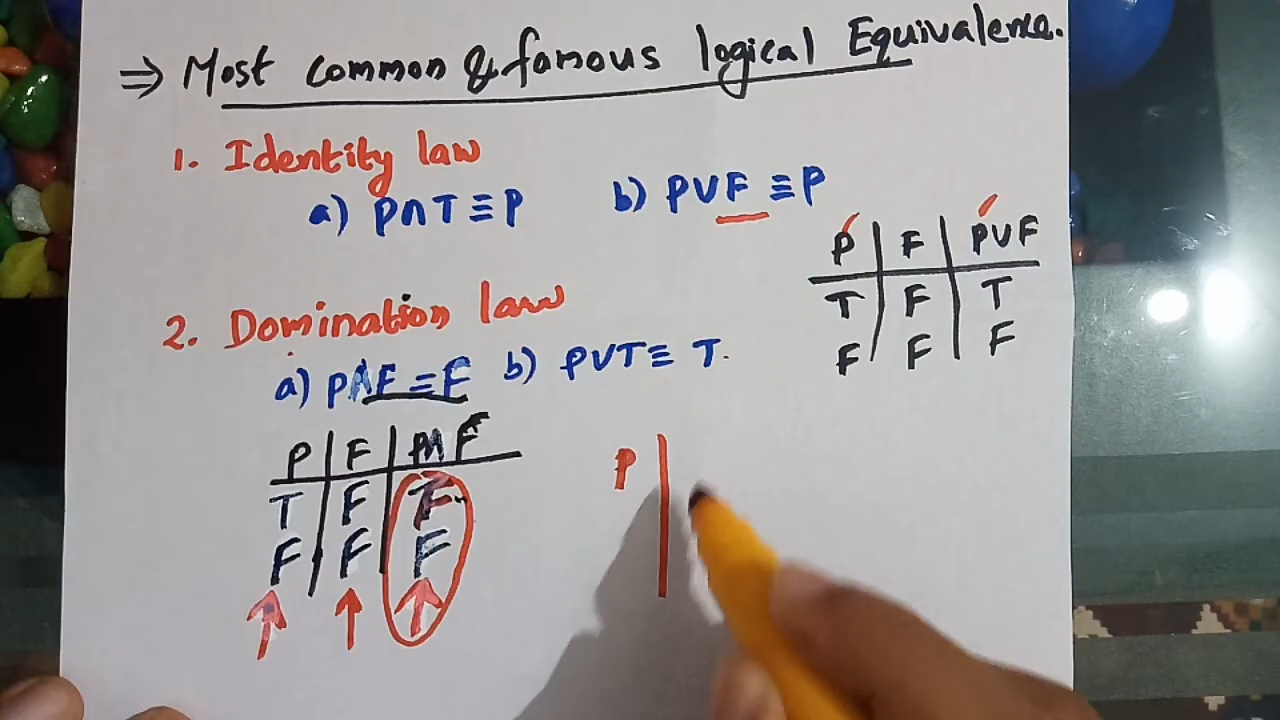 ⇒ Most common & famous logical Equivalence.
1. Identity law
a) P∧T ≡ P b) P∨F ≡ P
P | F | P∨F
T | F | T
F | F | F
2. Domination law
a) P∧F ≡ F b) P∨T ≡ T.
P | F | P∧F
T | F | F
F | F | F
P |